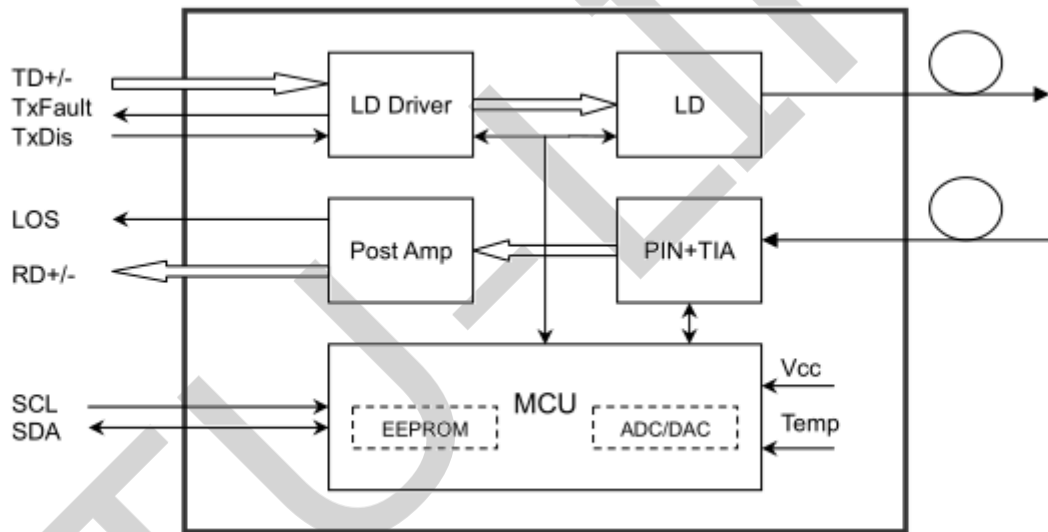 TD+/-
TxFault
TxDis
LD Driver
LD
LOS
RD+/-
Post Amp
PIN+TIA
SCL
SDA
MCU
EEPROM
ADC/DAC
Vcc
Temp